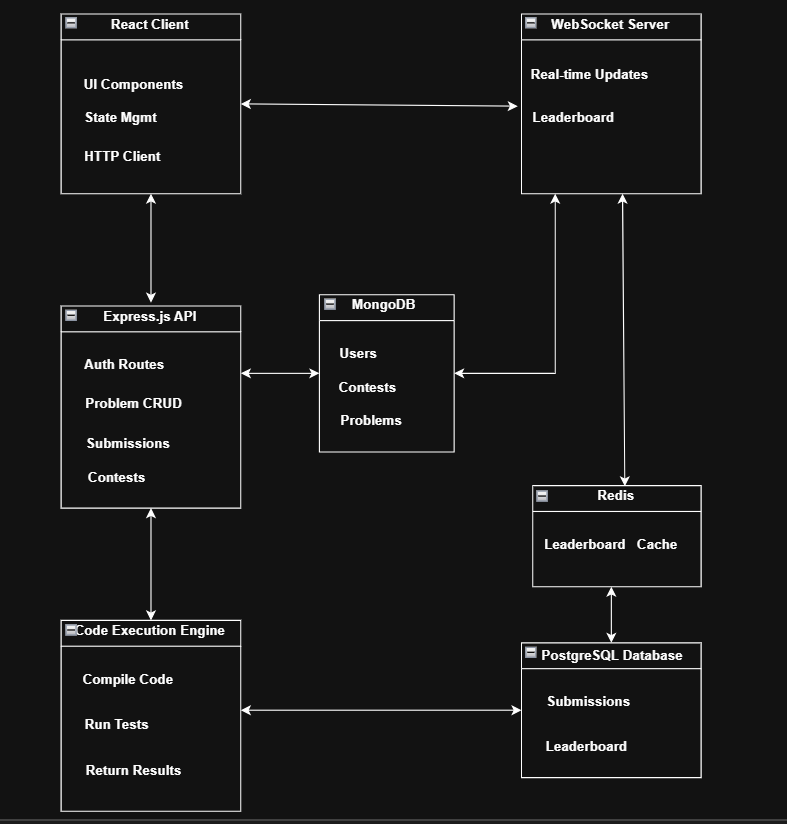 React Client
UI Components
State Mgmt
HTTP Client
WebSocket Server
Real-time Updates
Leaderboard
Express.js API
Auth Routes
Problem CRUD
Submissions
Contests
MongoDB
Users
Contests
Problems
Redis
Leaderboard Cache
Code Execution Engine
Compile Code
Run Tests
Return Results
PostgreSQL Database
Submissions
Leaderboard